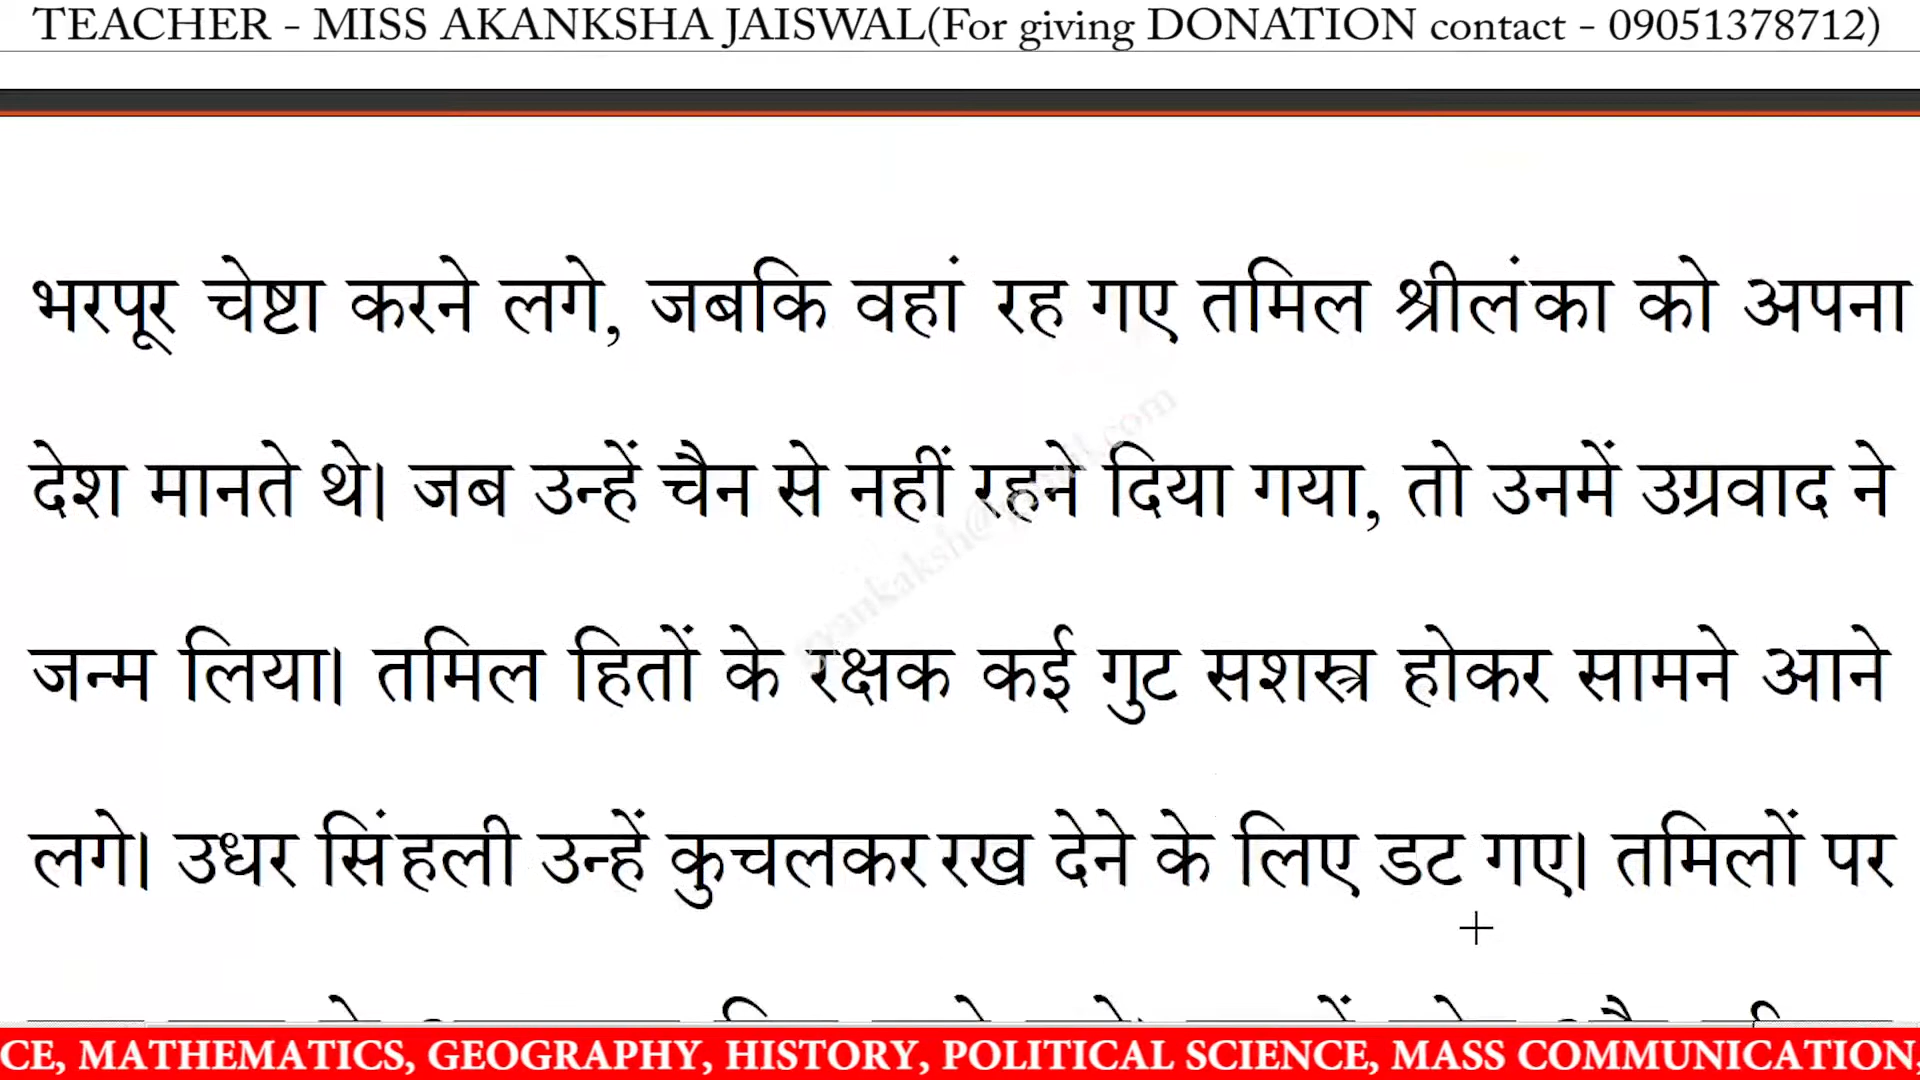 TEACHER - MISS AKANKSHA JAISWAL(For giving DONATION contact - 09051378712)
भरपूर चेष्टा करने लगे, जबकि वहां रह गए तमिल श्रीलंका को अपना
देश मानते थे। जब उन्हें चैन से नहीं रहने दिया गया, तो उनमें उग्रवाद ने
जन्म लिया। तमिल हितों के रक्षक कई गुट सशस्त्र होकर सामने आने
लगे। उधर सिंहली उन्हें कुचलकर रख देने के लिए डट गए। तमिलों पर
CE, MATHEMATICS, GEOGRAPHY, HISTORY, POLITICAL SCIENCE, MASS COMMUNICATION,